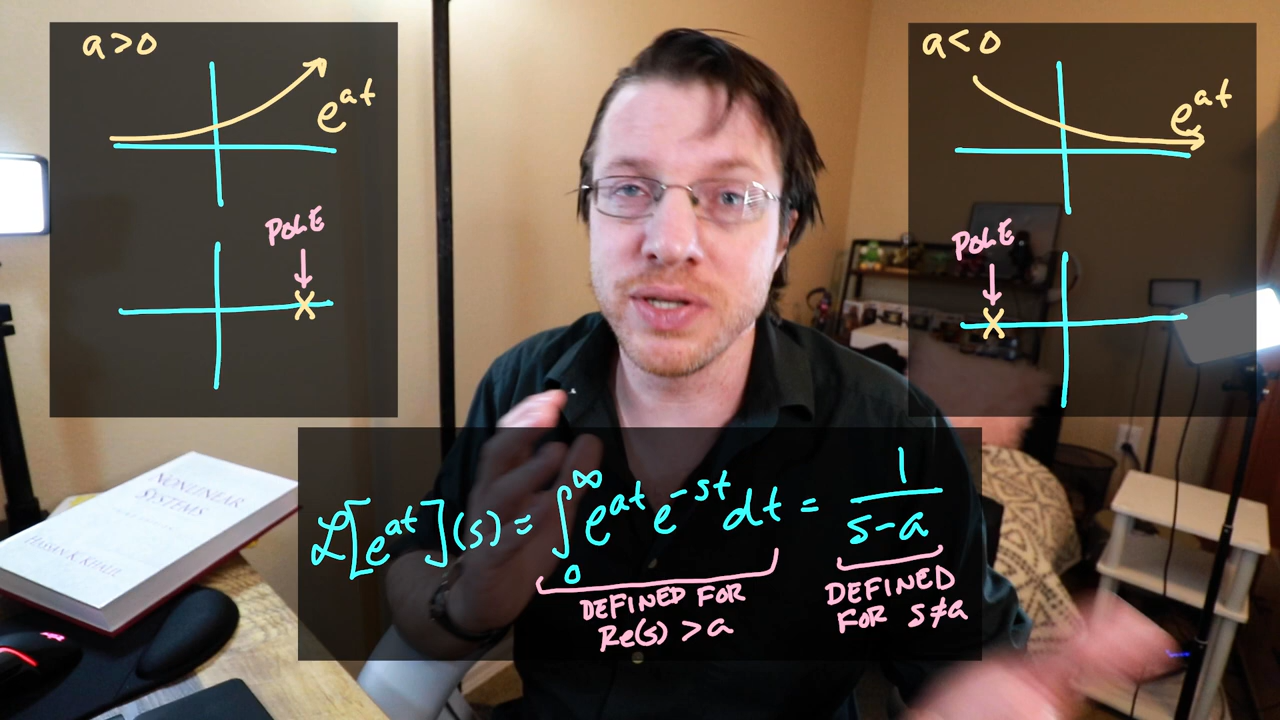 a>0
e^{at}
POLE
a<0
e^{at}
POLE
ℒ[e^{at}](s) = ∫_0^∞ e^{at} e^{-st} dt = 1/(s-a)
DEFINED FOR
Re(s) > a
DEFINED
FOR s≠a
NONLINEAR
SYSTEMS
HASSAN K. KHALIL